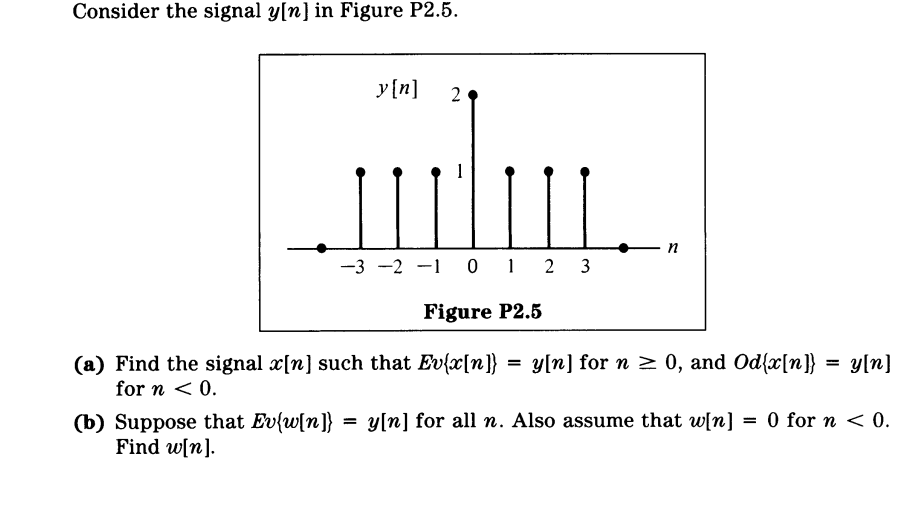 Consider the signal y[n] in Figure P2.5.
y[n] 2
1
n
−3 −2 −1 0 1 2 3
Figure P2.5
(a) Find the signal x[n] such that Ev{x[n]} = y[n] for n ≥ 0, and Od{x[n]} = y[n]
for n < 0.
(b) Suppose that Ev{w[n]} = y[n] for all n. Also assume that w[n] = 0 for n < 0.
Find w[n].